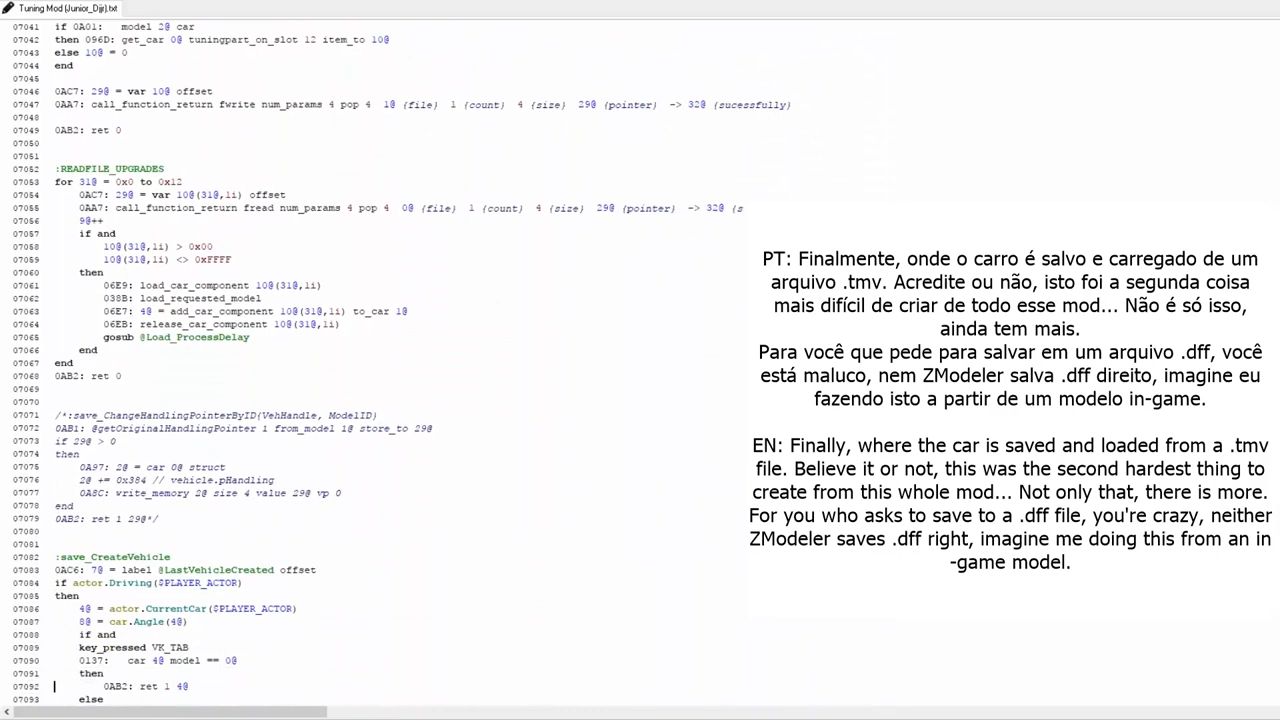 Tuning Mod (Junior_Djjr).txt
07041 if 0A01: model 2@ car
07042 then 096D: get_car 0@ tuningpart_on_slot 12 item_to 10@
07043 else 10@ = 0
07044 end
07045
07046 0AC7: 29@ = var 10@ offset
07047 0AA7: call_function_return fwrite num_params 4 pop 4 1@ {file} 1 {count} 4 {size} 29@ {pointer} -> 32@ {sucessfully}
07048
07049 0AB2: ret 0
07050
07051
07052 :READFILE_UPGRADES
07053 for 31@ = 0x0 to 0x12
07054 0AC7: 29@ = var 10@(31@,1i) offset
07055 0AA7: call_function_return fread num_params 4 pop 4 0@ {file} 1 {count} 4 {size} 29@ {pointer} -> 32@ {s
07056 9@++
07057 if and
07058 10@(31@,1i) > 0x00
07059 10@(31@,1i) <> 0xFFFF
07060 then
07061 06E9: load_car_component 10@(31@,1i)
07062 038B: load_requested_model
07063 06E7: 4@ = add_car_component 10@(31@,1i) to_car 1@
07064 06EB: release_car_component 10@(31@,1i)
07065 gosub @Load_ProcessDelay
07066 end
07067 end
07068 0AB2: ret 0
07069
07070
07071 /*:save_ChangeHandlingPointerByID(VehHandle, ModelID)
07072 0AB1: @getOriginalHandlingPointer 1 from_model 1@ store_to 29@
07073 if 29@ > 0
07074 then
07075 0A97: 2@ = car 0@ struct
07076 2@ += 0x384 // vehicle.pHandling
07077 0A8C: write_memory 2@ size 4 value 29@ vp 0
07078 end
07079 0AB2: ret 1 29@*/
07080
07081
07082 :save_CreateVehicle
07083 0AC6: 7@ = label @LastVehicleCreated offset
07084 if actor.Driving($PLAYER_ACTOR)
07085 then
07086 4@ = actor.CurrentCar($PLAYER_ACTOR)
07087 8@ = car.Angle(4@)
07088 if and
07089 key_pressed VK_TAB
07090 0137: car 4@ model == 0@
07091 then
07092 0AB2: ret 1 4@
07093 else
PT: Finalmente, onde o carro é salvo e carregado de um
arquivo .tmv. Acredite ou não, isto foi a segunda coisa
mais difícil de criar de todo esse mod... Não é só isso,
ainda tem mais.
Para você que pede para salvar em um arquivo .dff, você
está maluco, nem ZModeler salva .dff direito, imagine eu
fazendo isto a partir de um modelo in-game.
EN: Finally, where the car is saved and loaded from a .tmv
file. Believe it or not, this was the second hardest thing to
create from this whole mod... Not only that, there is more.
For you who asks to save to a .dff file, you're crazy, neither
ZModeler saves .dff right, imagine me doing this from an in
-game model.